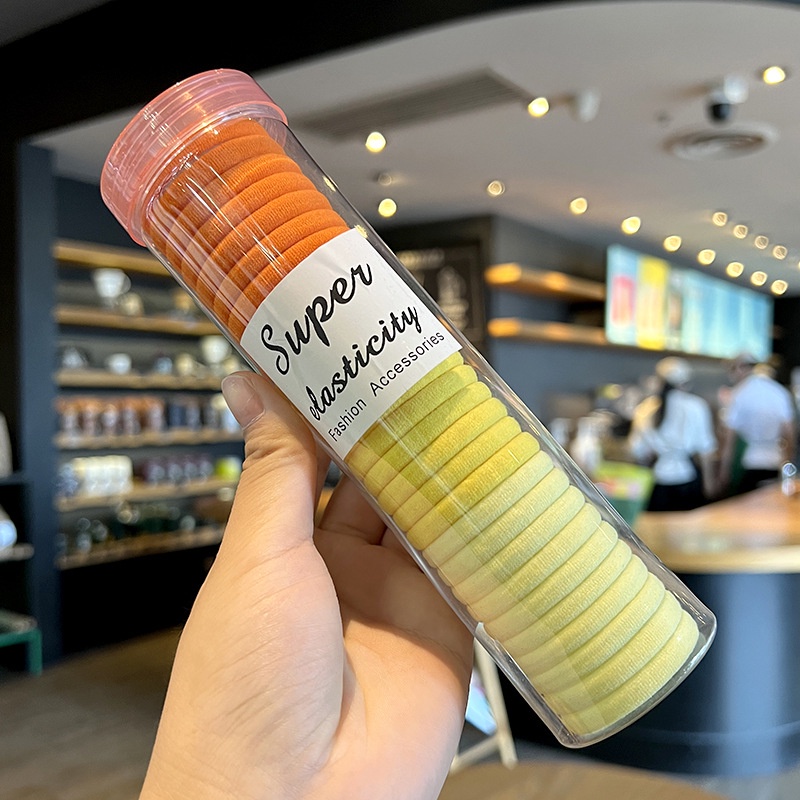 Super
elasticity
Fashion Accessories